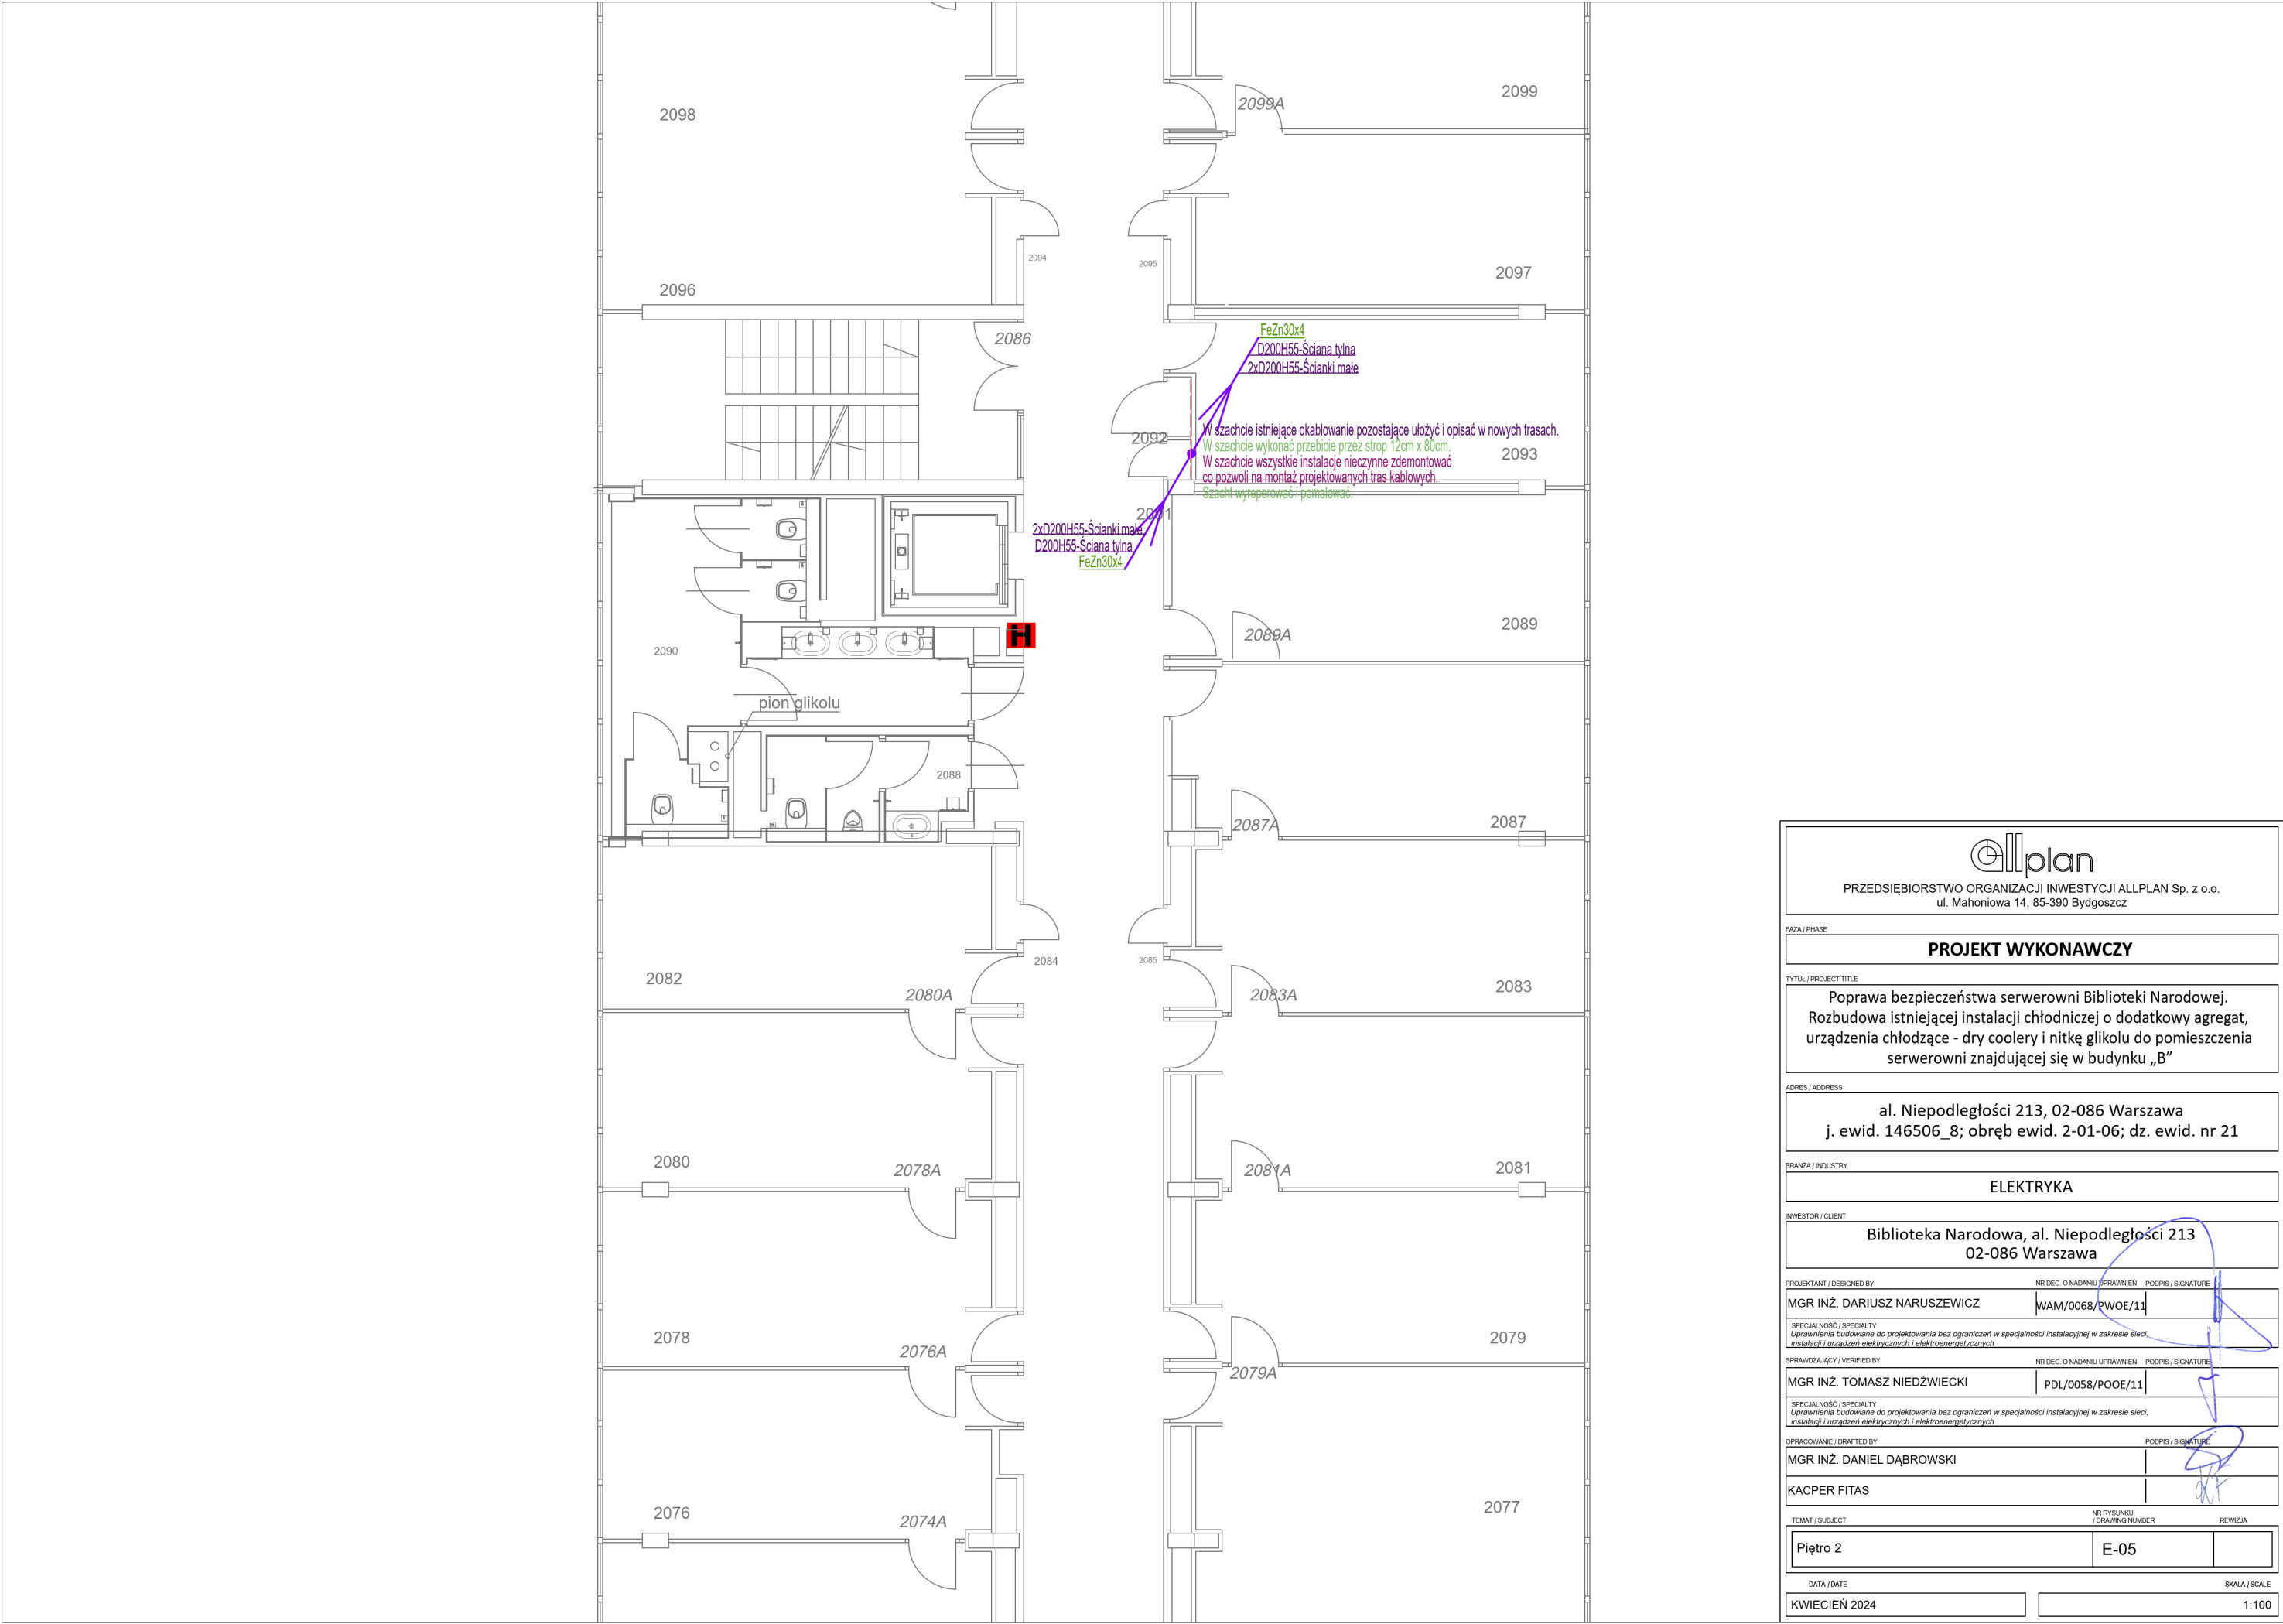 2098
2099A
2099
2094
2095
2096
2097
2086
FeZn30x4
D200H55-Ściana tylna
2xD200H55-Ścianki małe
W szachcie istniejące okablowanie pozostające ułożyć i opisać w nowych trasach.
2092
W szachcie wykonać przebicie przez strop 12cm x 80cm.
2093
W szachcie wszystkie instalacje nieczynne zdemontować
co pozwoli na montaż projektowanych tras kablowych.
Szacht wyreperować i pomalować.
2091
2xD200H55-Ścianki małe
D200H55-Ściana tylna
FeZn30x4
H
2089A
2089
2090
pion glikolu
2088
2087A
2087
2084
2085
2082
2080A
2083A
2083
2080
2078A
2081A
2081
2078
2076A
2079A
2079
2076
2074A
2077
allplan
PRZEDSIĘBIORSTWO ORGANIZACJI INWESTYCJI ALLPLAN Sp. z o.o.
ul. Mahoniowa 14, 85-390 Bydgoszcz
FAZA / PHASE
PROJEKT WYKONAWCZY
TYTUŁ / PROJECT TITLE
Poprawa bezpieczeństwa serwerowni Biblioteki Narodowej.
Rozbudowa istniejącej instalacji chłodniczej o dodatkowy agregat,
urządzenia chłodzące - dry coolery i nitkę glikolu do pomieszczenia
serwerowni znajdującej się w budynku „B”
ADRES / ADDRESS
al. Niepodległości 213, 02-086 Warszawa
j. ewid. 146506_8; obręb ewid. 2-01-06; dz. ewid. nr 21
BRANŻA / INDUSTRY
ELEKTRYKA
INWESTOR / CLIENT
Biblioteka Narodowa, al. Niepodległości 213
02-086 Warszawa
PROJEKTANT / DESIGNED BY NR DEC. O NADANIU UPRAWNIEŃ PODPIS / SIGNATURE
MGR INŻ. DARIUSZ NARUSZEWICZ WAM/0068/PWOE/11
SPECJALNOŚĆ / SPECIALTY
Uprawnienia budowlane do projektowania bez ograniczeń w specjalności instalacyjnej w zakresie sieci,
instalacji i urządzeń elektrycznych i elektroenergetycznych
SPRAWDZAJĄCY / VERIFIED BY NR DEC. O NADANIU UPRAWNIEŃ PODPIS / SIGNATURE
MGR INŻ. TOMASZ NIEDŹWIECKI PDL/0058/POOE/11
SPECJALNOŚĆ / SPECIALTY
Uprawnienia budowlane do projektowania bez ograniczeń w specjalności instalacyjnej w zakresie sieci,
instalacji i urządzeń elektrycznych i elektroenergetycznych
OPRACOWANIE / DRAFTED BY PODPIS / SIGNATURE
MGR INŻ. DANIEL DĄBROWSKI
KACPER FITAS
TEMAT / SUBJECT NR RYSUNKU / DRAWING NUMBER REWIZJA
Piętro 2 E-05
DATA / DATE SKALA / SCALE
KWIECIEŃ 2024 1:100